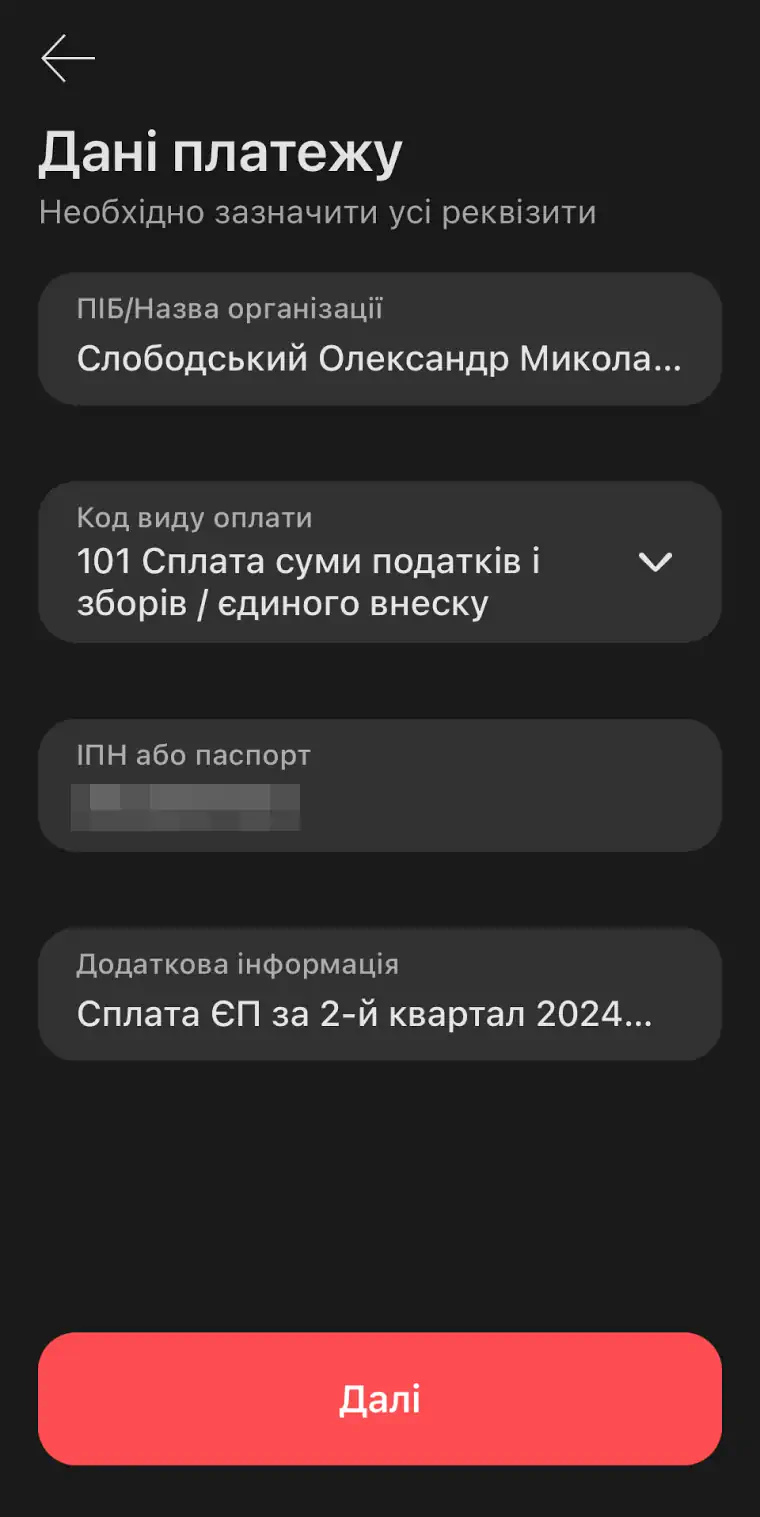 Дані платежу
Необхідно зазначити усі реквізити
ПІБ/Назва організації
Слободський Олександр Микола...
Код виду оплати
101 Сплата суми податків і
зборів / єдиного внеску
ІПН або паспорт
Додаткова інформація
Сплата ЄП за 2-й квартал 2024...
Далі